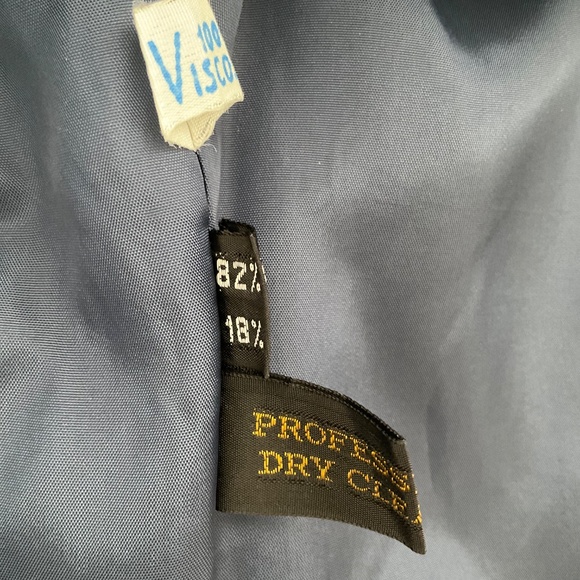 100
VISCO
82%
18%
PROFESS
DRY CLE